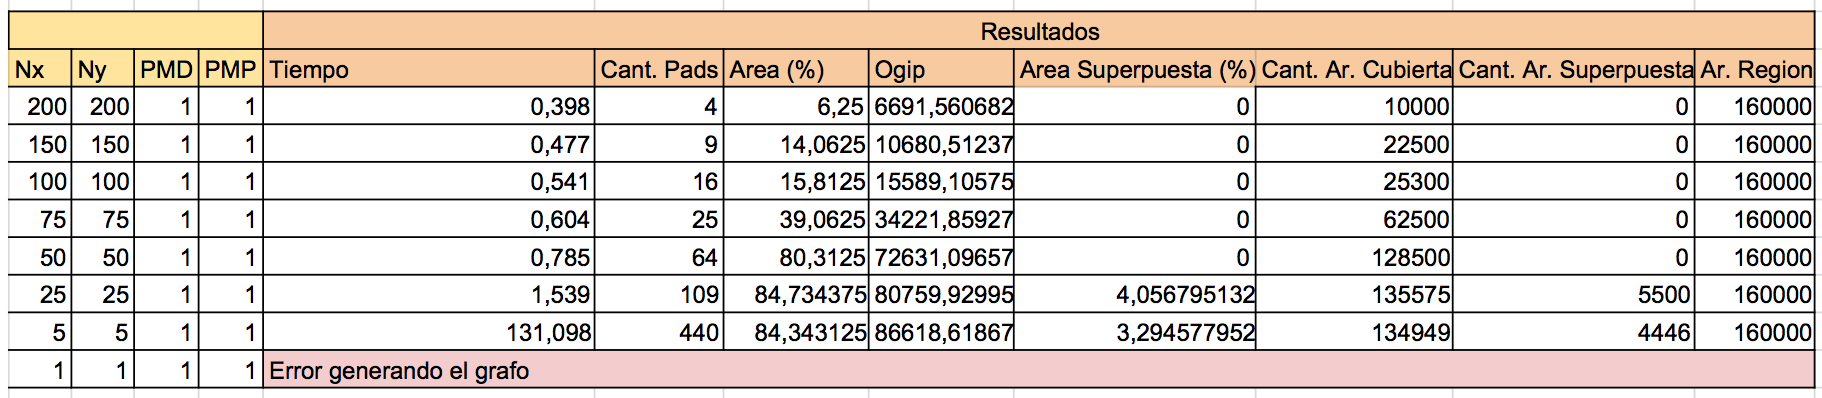 Resultados
Nx Ny PMD PMP Tiempo Cant. Pads Area (%) Ogip Area Superpuesta (%) Cant. Ar. Cubierta Cant. Ar. Superpuesta Ar. Region
200 200 1 1 0,398 4 6,25 6691,560682 0 10000 0 160000
150 150 1 1 0,477 9 14,0625 10680,51237 0 22500 0 160000
100 100 1 1 0,541 16 15,8125 15589,10575 0 25300 0 160000
75 75 1 1 0,604 25 39,0625 34221,85927 0 62500 0 160000
50 50 1 1 0,785 64 80,3125 72631,09657 0 128500 0 160000
25 25 1 1 1,539 109 84,734375 80759,92995 4,056795132 135575 5500 160000
5 5 1 1 131,098 440 84,343125 86618,61867 3,294577952 134949 4446 160000
1 1 1 1 Error generando el grafo